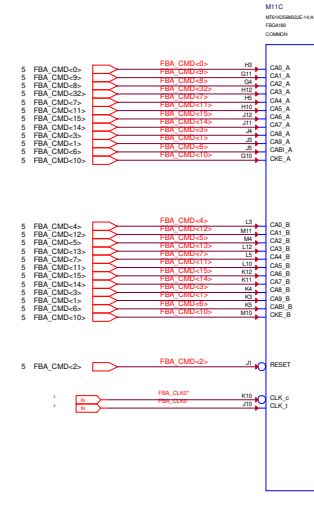 M11C
MT61K256M32JE-14:A
FBGA180
COMMON
5 FBA_CMD<0> FBA_CMD<0> H3 CA0_A
5 FBA_CMD<9> FBA_CMD<9> G11 CA1_A
5 FBA_CMD<8> FBA_CMD<8> G4 CA2_A
5 FBA_CMD<32> FBA_CMD<32> H12 CA3_A
5 FBA_CMD<7> FBA_CMD<7> H5 CA4_A
5 FBA_CMD<11> FBA_CMD<11> H10 CA5_A
5 FBA_CMD<15> FBA_CMD<15> J12 CA6_A
5 FBA_CMD<14> FBA_CMD<14> J11 CA7_A
5 FBA_CMD<3> FBA_CMD<3> J4 CA8_A
5 FBA_CMD<1> FBA_CMD<1> J3 CA9_A
5 FBA_CMD<6> FBA_CMD<6> J5 CABI_A
5 FBA_CMD<10> FBA_CMD<10> G10 CKE_A
5 FBA_CMD<4> FBA_CMD<4> L3 CA0_B
5 FBA_CMD<12> FBA_CMD<12> M11 CA1_B
5 FBA_CMD<5> FBA_CMD<5> M4 CA2_B
5 FBA_CMD<13> FBA_CMD<13> L12 CA3_B
5 FBA_CMD<7> FBA_CMD<7> L5 CA4_B
5 FBA_CMD<11> FBA_CMD<11> L10 CA5_B
5 FBA_CMD<15> FBA_CMD<15> K12 CA6_B
5 FBA_CMD<14> FBA_CMD<14> K11 CA7_B
5 FBA_CMD<3> FBA_CMD<3> K4 CA8_B
5 FBA_CMD<1> FBA_CMD<1> K3 CA9_B
5 FBA_CMD<6> FBA_CMD<6> K5 CABI_B
5 FBA_CMD<10> FBA_CMD<10> M10 CKE_B
5 FBA_CMD<2> FBA_CMD<2> J1 RESET
IN FBA_CLK0* K10 CLK_c
IN FBA_CLK0 J10 CLK_t